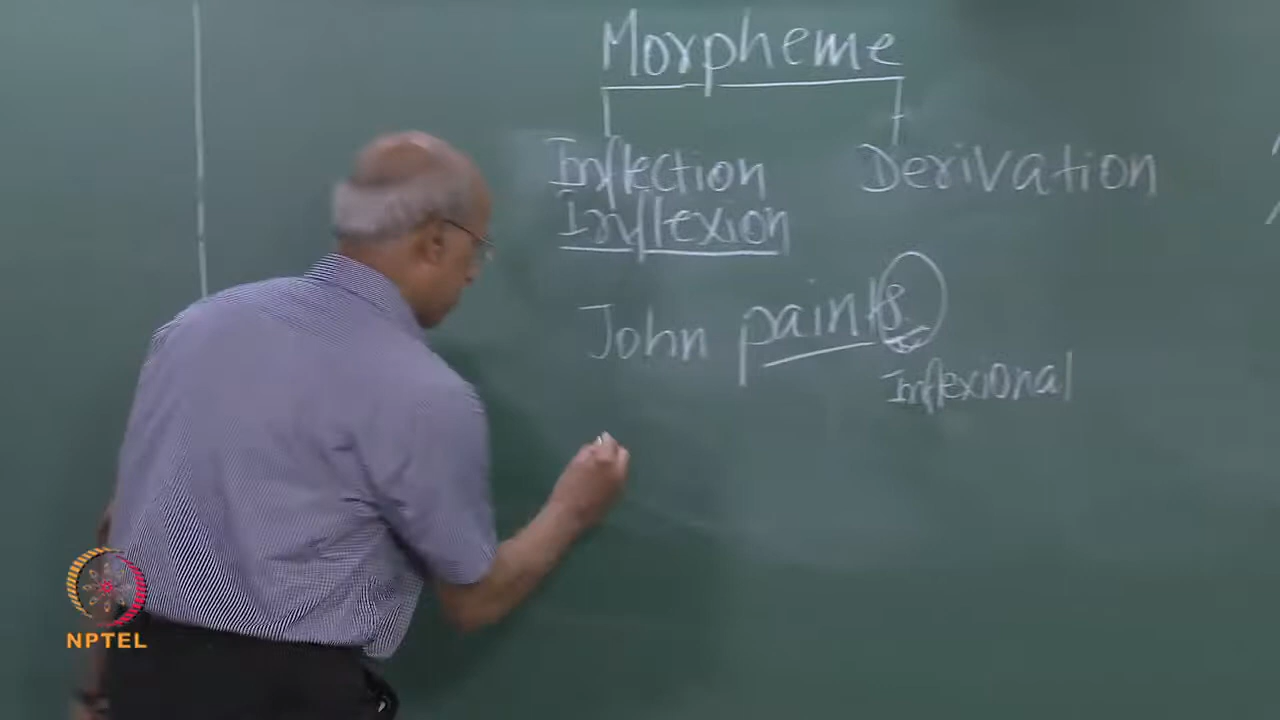 Morpheme
Inflection Derivation
Inflexion
John paints
Inflexional
NPTEL